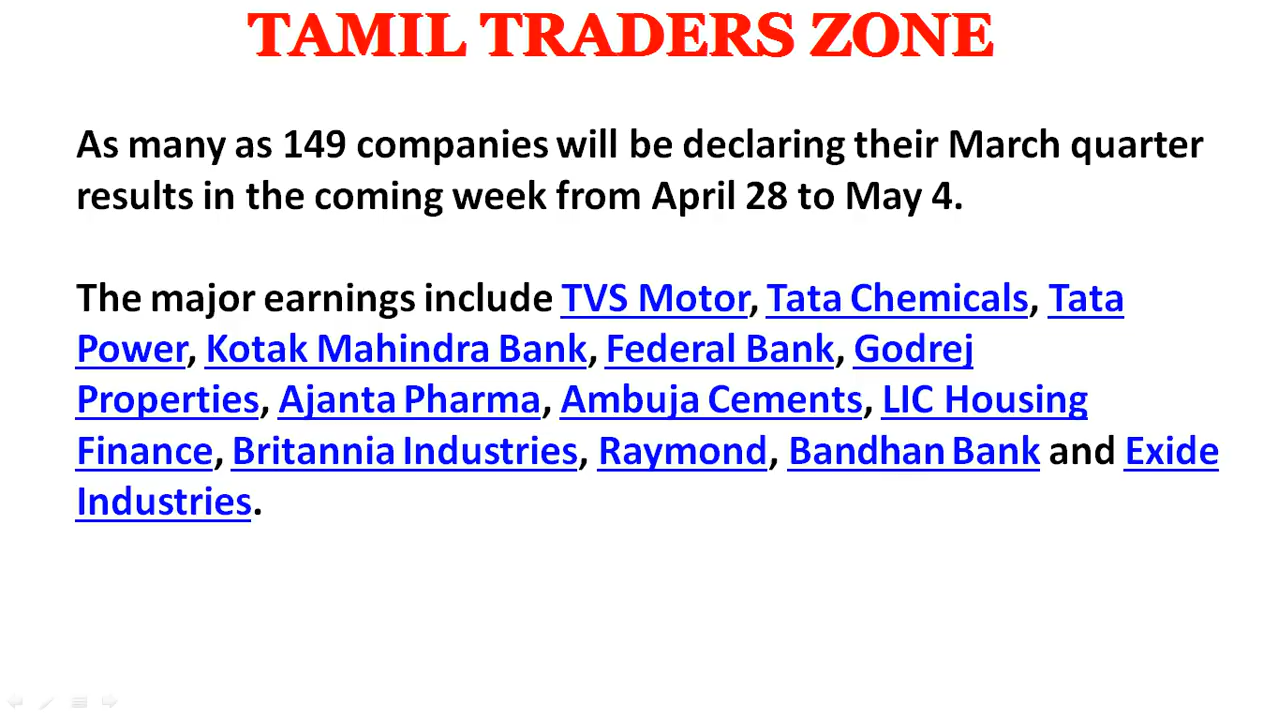 TAMIL TRADERS ZONE
As many as 149 companies will be declaring their March quarter
results in the coming week from April 28 to May 4.
The major earnings include TVS Motor, Tata Chemicals, Tata
Power, Kotak Mahindra Bank, Federal Bank, Godrej
Properties, Ajanta Pharma, Ambuja Cements, LIC Housing
Finance, Britannia Industries, Raymond, Bandhan Bank and Exide
Industries.